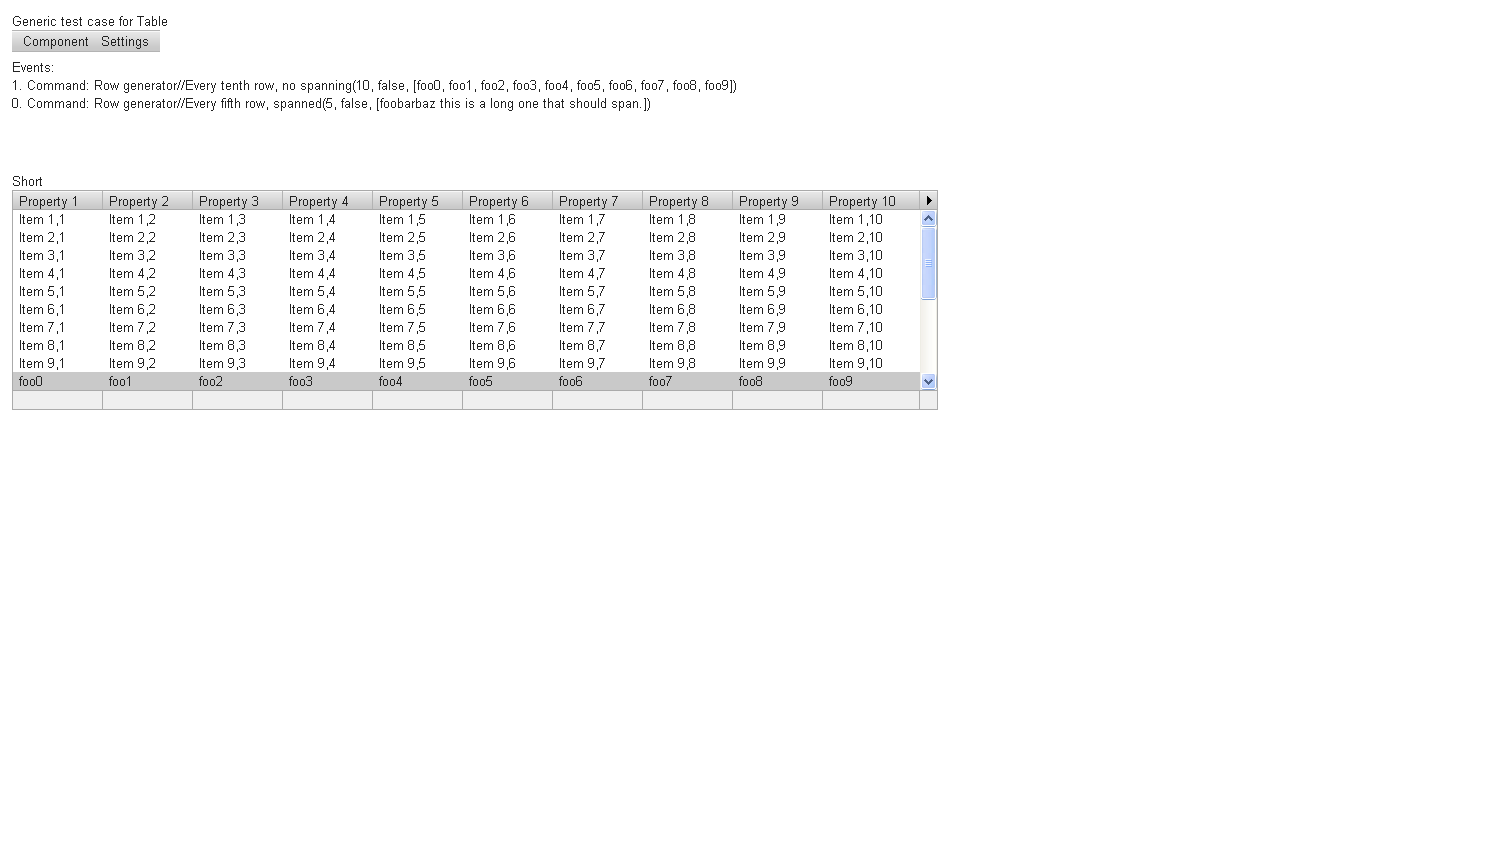 Generic test case for Table
Component Settings
Events:
1. Command: Row generator//Every tenth row, no spanning(10, false, [foo0, foo1, foo2, foo3, foo4, foo5, foo6, foo7, foo8, foo9])
0. Command: Row generator//Every fifth row, spanned(5, false, [foobarbaz this is a long one that should span.])
Short
Property 1 Property 2 Property 3 Property 4 Property 5 Property 6 Property 7 Property 8 Property 9 Property 10
Item 1,1 Item 1,2 Item 1,3 Item 1,4 Item 1,5 Item 1,6 Item 1,7 Item 1,8 Item 1,9 Item 1,10
Item 2,1 Item 2,2 Item 2,3 Item 2,4 Item 2,5 Item 2,6 Item 2,7 Item 2,8 Item 2,9 Item 2,10
Item 3,1 Item 3,2 Item 3,3 Item 3,4 Item 3,5 Item 3,6 Item 3,7 Item 3,8 Item 3,9 Item 3,10
Item 4,1 Item 4,2 Item 4,3 Item 4,4 Item 4,5 Item 4,6 Item 4,7 Item 4,8 Item 4,9 Item 4,10
Item 5,1 Item 5,2 Item 5,3 Item 5,4 Item 5,5 Item 5,6 Item 5,7 Item 5,8 Item 5,9 Item 5,10
Item 6,1 Item 6,2 Item 6,3 Item 6,4 Item 6,5 Item 6,6 Item 6,7 Item 6,8 Item 6,9 Item 6,10
Item 7,1 Item 7,2 Item 7,3 Item 7,4 Item 7,5 Item 7,6 Item 7,7 Item 7,8 Item 7,9 Item 7,10
Item 8,1 Item 8,2 Item 8,3 Item 8,4 Item 8,5 Item 8,6 Item 8,7 Item 8,8 Item 8,9 Item 8,10
Item 9,1 Item 9,2 Item 9,3 Item 9,4 Item 9,5 Item 9,6 Item 9,7 Item 9,8 Item 9,9 Item 9,10
foo0 foo1 foo2 foo3 foo4 foo5 foo6 foo7 foo8 foo9